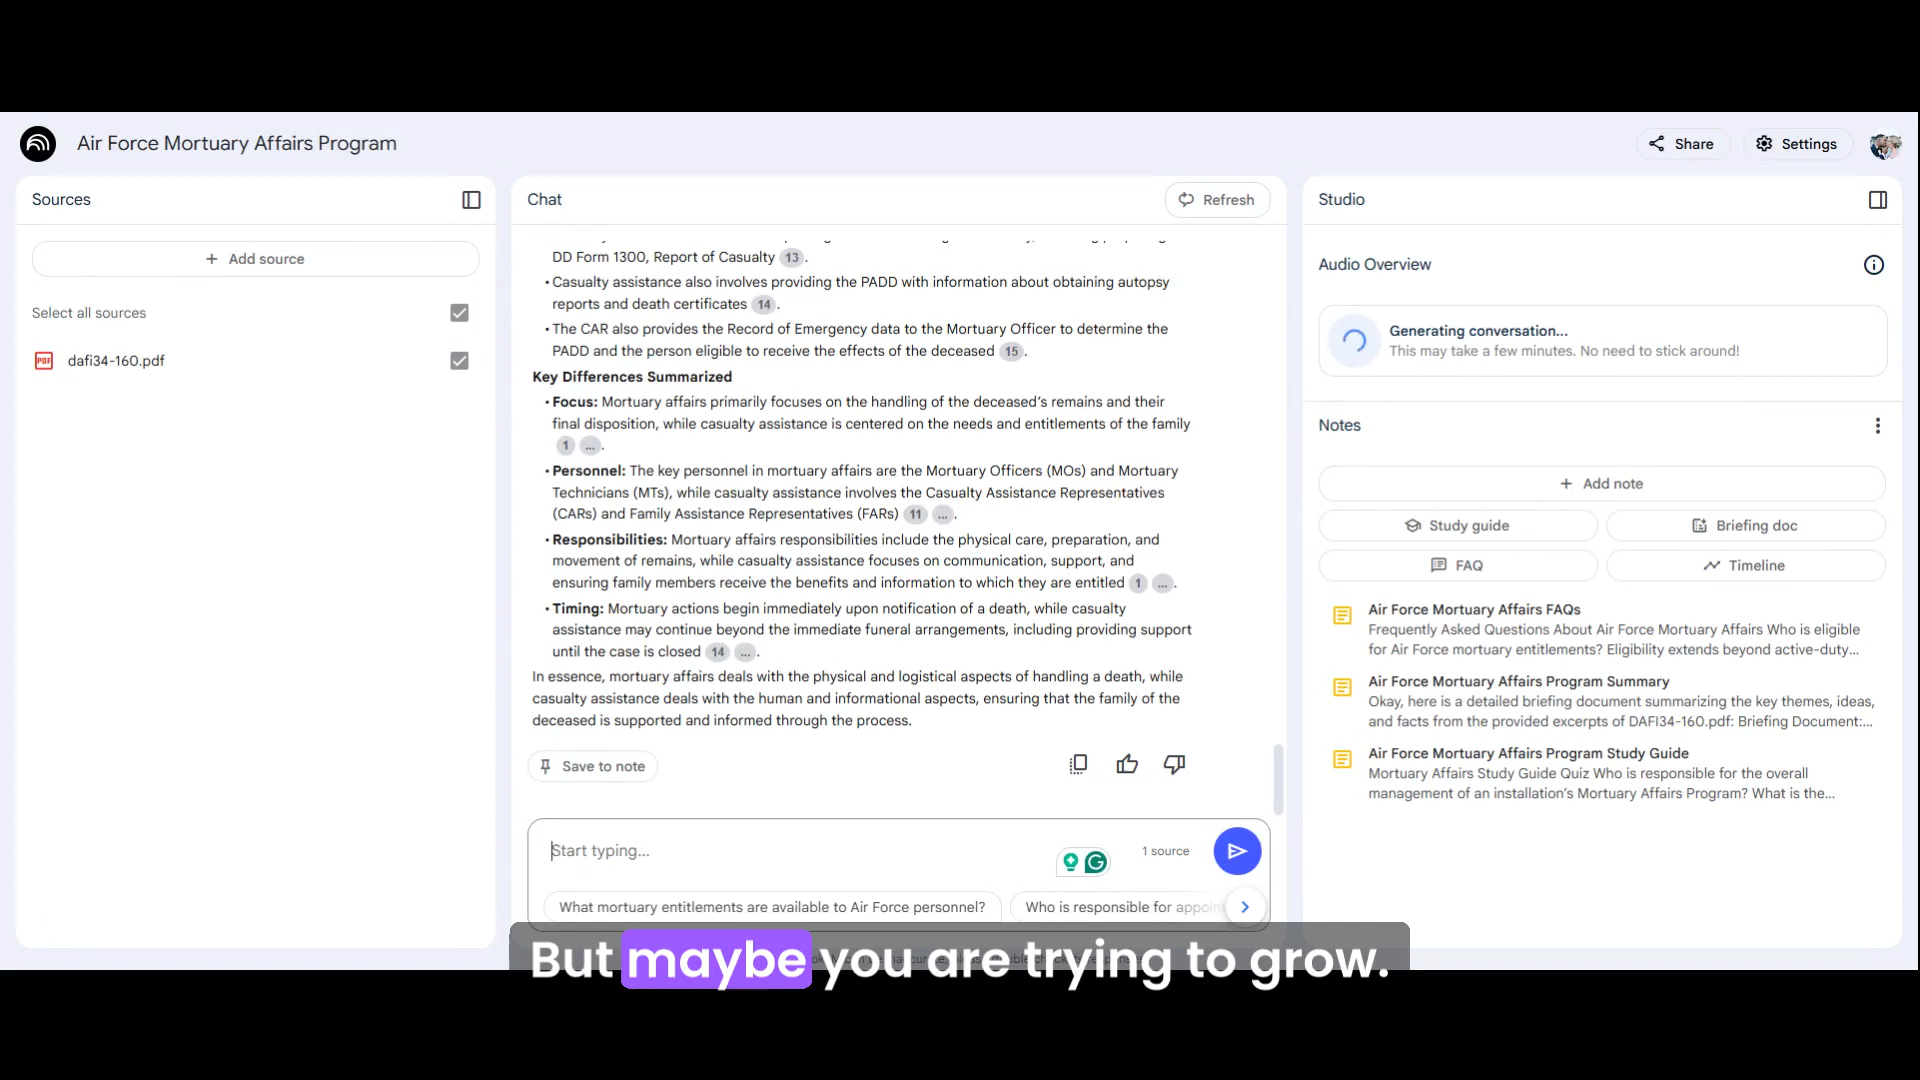 Air Force Mortuary Affairs Program
Share
Settings
Sources
Add source
Select all sources
PDF
dafi34-160.pdf
Chat
Refresh
DD Form 1300, Report of Casualty 13 .
• Casualty assistance also involves providing the PADD with information about obtaining autopsy
reports and death certificates 14 .
• The CAR also provides the Record of Emergency data to the Mortuary Officer to determine the
PADD and the person eligible to receive the effects of the deceased 15 .
Key Differences Summarized
• Focus: Mortuary affairs primarily focuses on the handling of the deceased’s remains and their
final disposition, while casualty assistance is centered on the needs and entitlements of the family
1 ... .
• Personnel: The key personnel in mortuary affairs are the Mortuary Officers (MOs) and Mortuary
Technicians (MTs), while casualty assistance involves the Casualty Assistance Representatives
(CARs) and Family Assistance Representatives (FARs) 11 ... .
• Responsibilities: Mortuary affairs responsibilities include the physical care, preparation, and
movement of remains, while casualty assistance focuses on communication, support, and
ensuring family members receive the benefits and information to which they are entitled 1 ... .
• Timing: Mortuary actions begin immediately upon notification of a death, while casualty
assistance may continue beyond the immediate funeral arrangements, including providing support
until the case is closed 14 ... .
In essence, mortuary affairs deals with the physical and logistical aspects of handling a death, while
casualty assistance deals with the human and informational aspects, ensuring that the family of the
deceased is supported and informed through the process.
Save to note
Start typing...
1 source
What mortuary entitlements are available to Air Force personnel?
Who is responsible for appoin
Studio
Audio Overview
Generating conversation...
This may take a few minutes. No need to stick around!
Notes
Add note
Study guide
Briefing doc
FAQ
Timeline
Air Force Mortuary Affairs FAQs
Frequently Asked Questions About Air Force Mortuary Affairs Who is eligible
for Air Force mortuary entitlements? Eligibility extends beyond active-duty...
Air Force Mortuary Affairs Program Summary
Okay, here is a detailed briefing document summarizing the key themes, ideas,
and facts from the provided excerpts of DAFI34-160.pdf: Briefing Document:...
Air Force Mortuary Affairs Program Study Guide
Mortuary Affairs Study Guide Quiz Who is responsible for the overall
management of an installation’s Mortuary Affairs Program? What is the...
But maybe you are trying to grow.